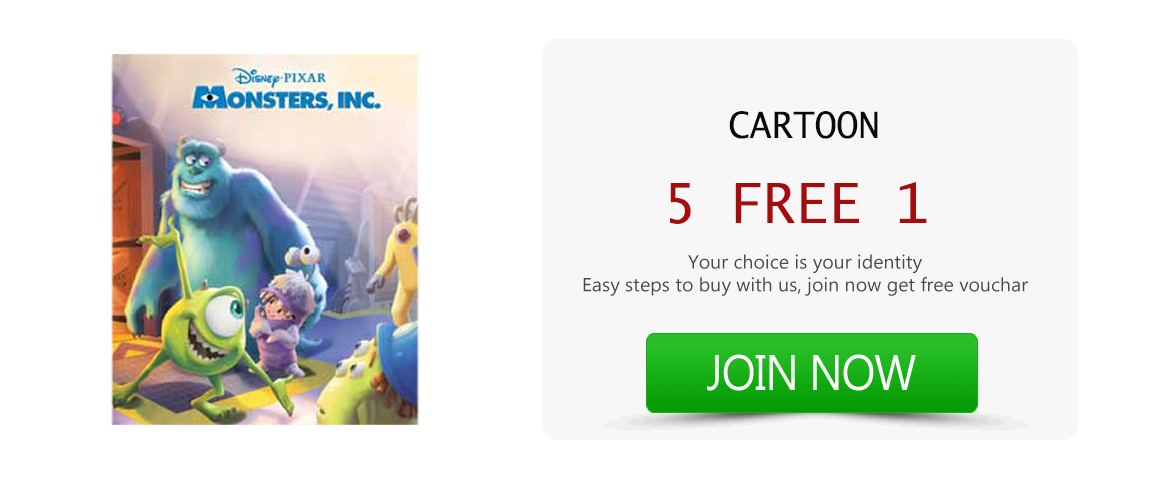 Disney·PIXAR
MONSTERS, INC.
CARTOON
5 FREE 1
Your choice is your identity
Easy steps to buy with us, join now get free vouchar
JOIN NOW